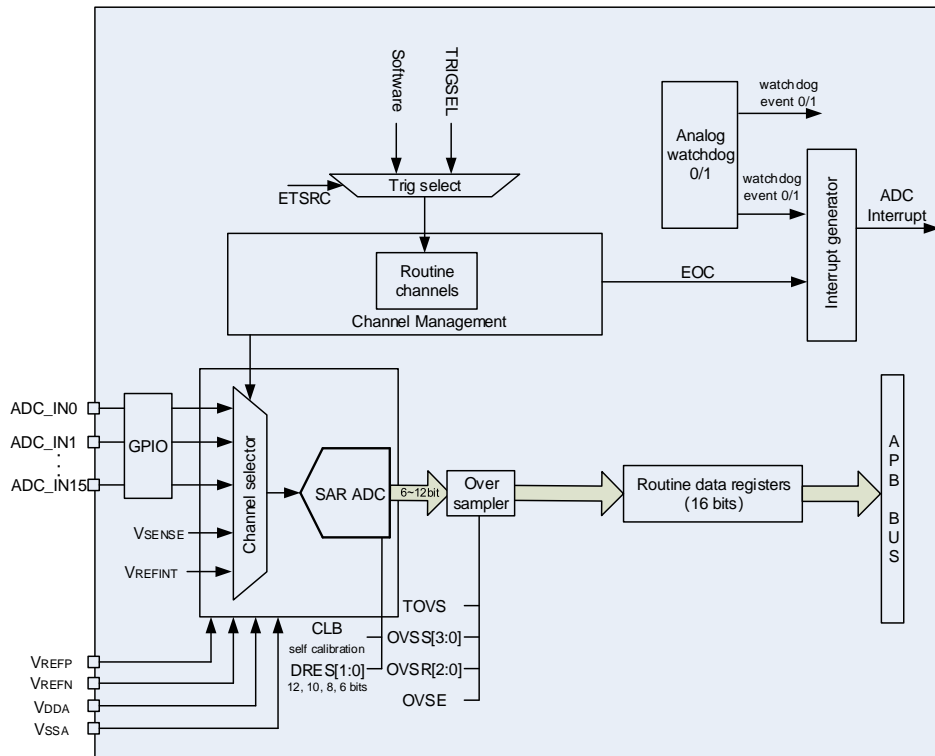 Software
TRIGSEL
ETSRC
Trig select
Analog
watchdog
0/1
watchdog
event 0/1
watchdog
event 0/1
Interrupt generator
ADC
Interrupt
Routine
channels
Channel Management
EOC
ADC_IN0
ADC_IN1
ADC_IN15
GPIO
VSENSE
VREFINT
Channel selector
SAR ADC
6~12bit
Over
sampler
Routine data registers
(16 bits)
APB BUS
CLB
self calibration
DRES[1:0]
12, 10, 8, 6 bits
TOVS
OVSS[3:0]
OVSR[2:0]
OVSE
VREFP
VREFN
VDDA
VSSA